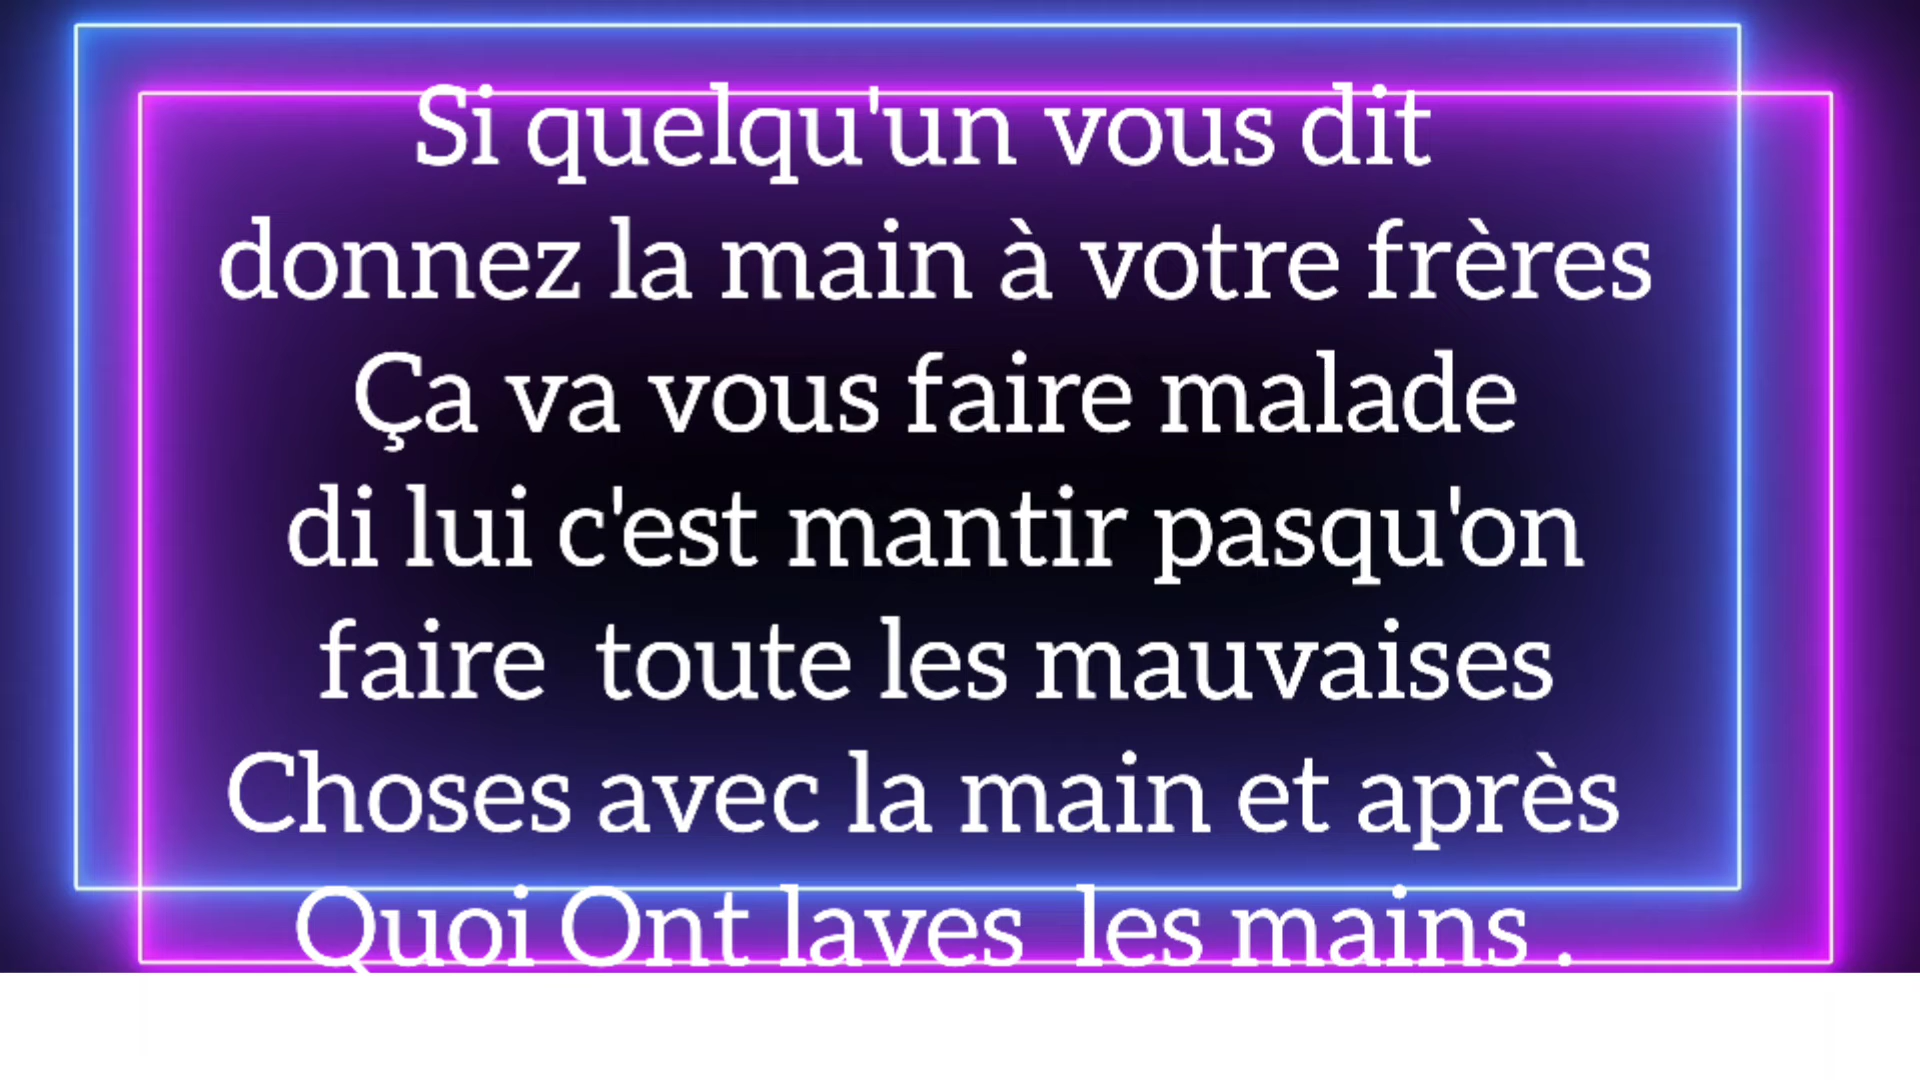 Si quelqu'un vous dit
donnez la main à votre frères
Ça va vous faire malade
di lui c'est mantir pasqu'on
faire  toute les mauvaises
Choses avec la main et après
Quoi Ont laves  les mains .